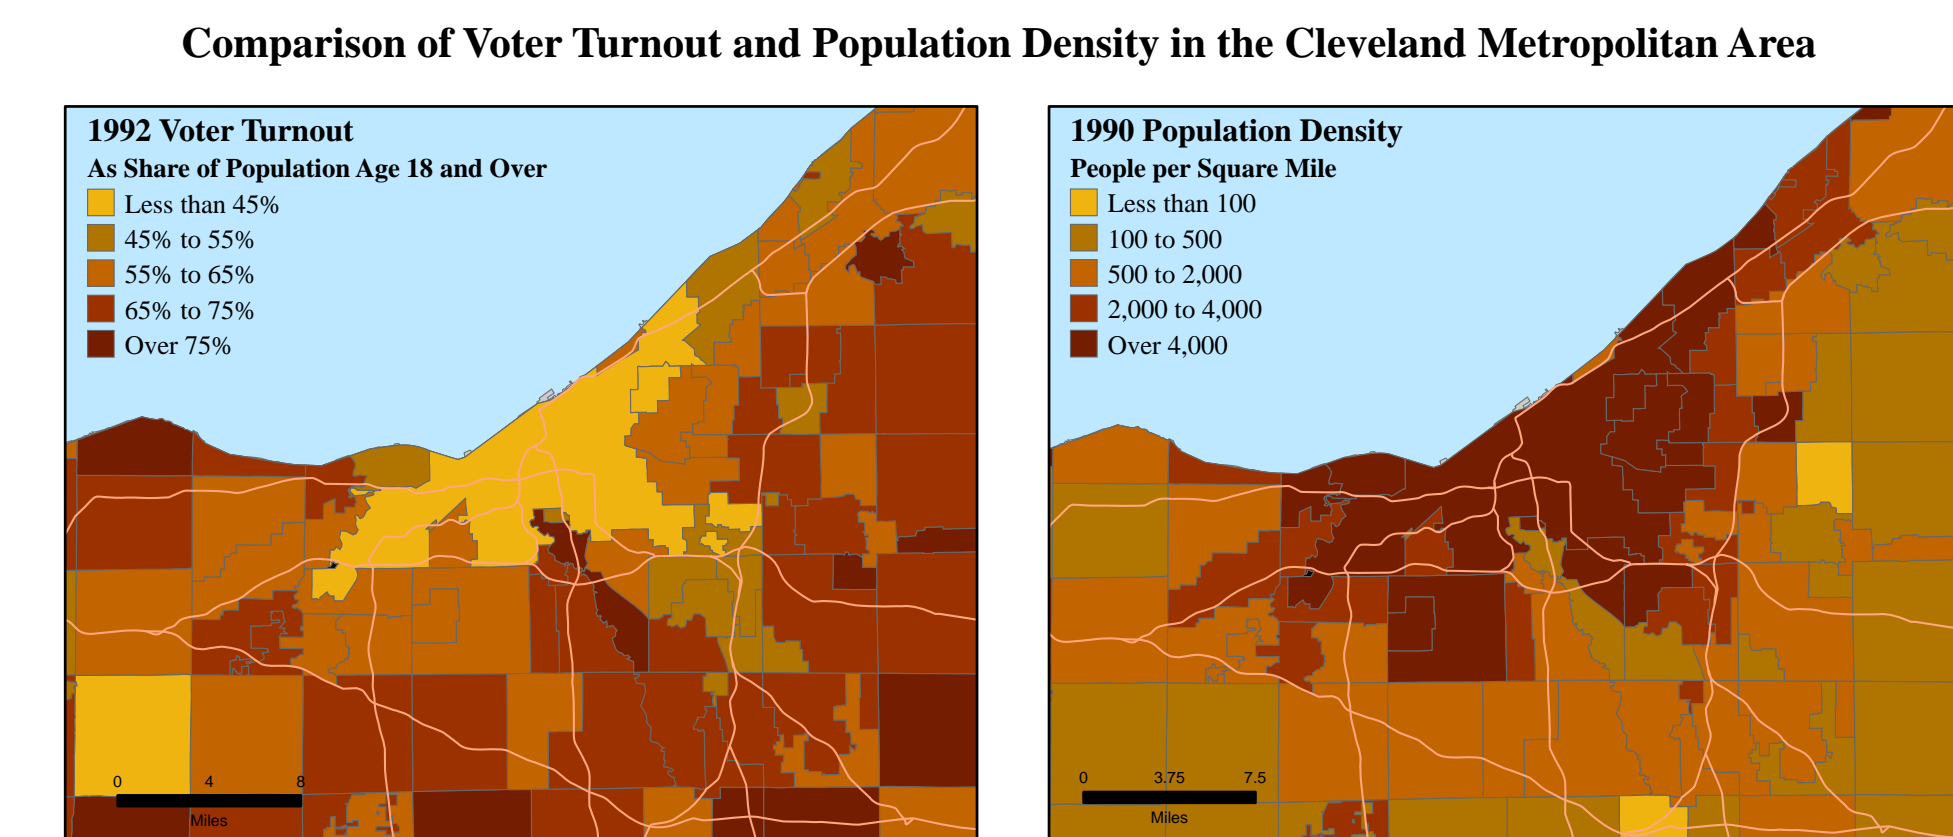 Comparison of Voter Turnout and Population Density in the Cleveland Metropolitan Area
1992 Voter Turnout
As Share of Population Age 18 and Over
Less than 45%
45% to 55%
55% to 65%
65% to 75%
Over 75%
0 4 8
Miles
1990 Population Density
People per Square Mile
Less than 100
100 to 500
500 to 2,000
2,000 to 4,000
Over 4,000
0 3.75 7.5
Miles